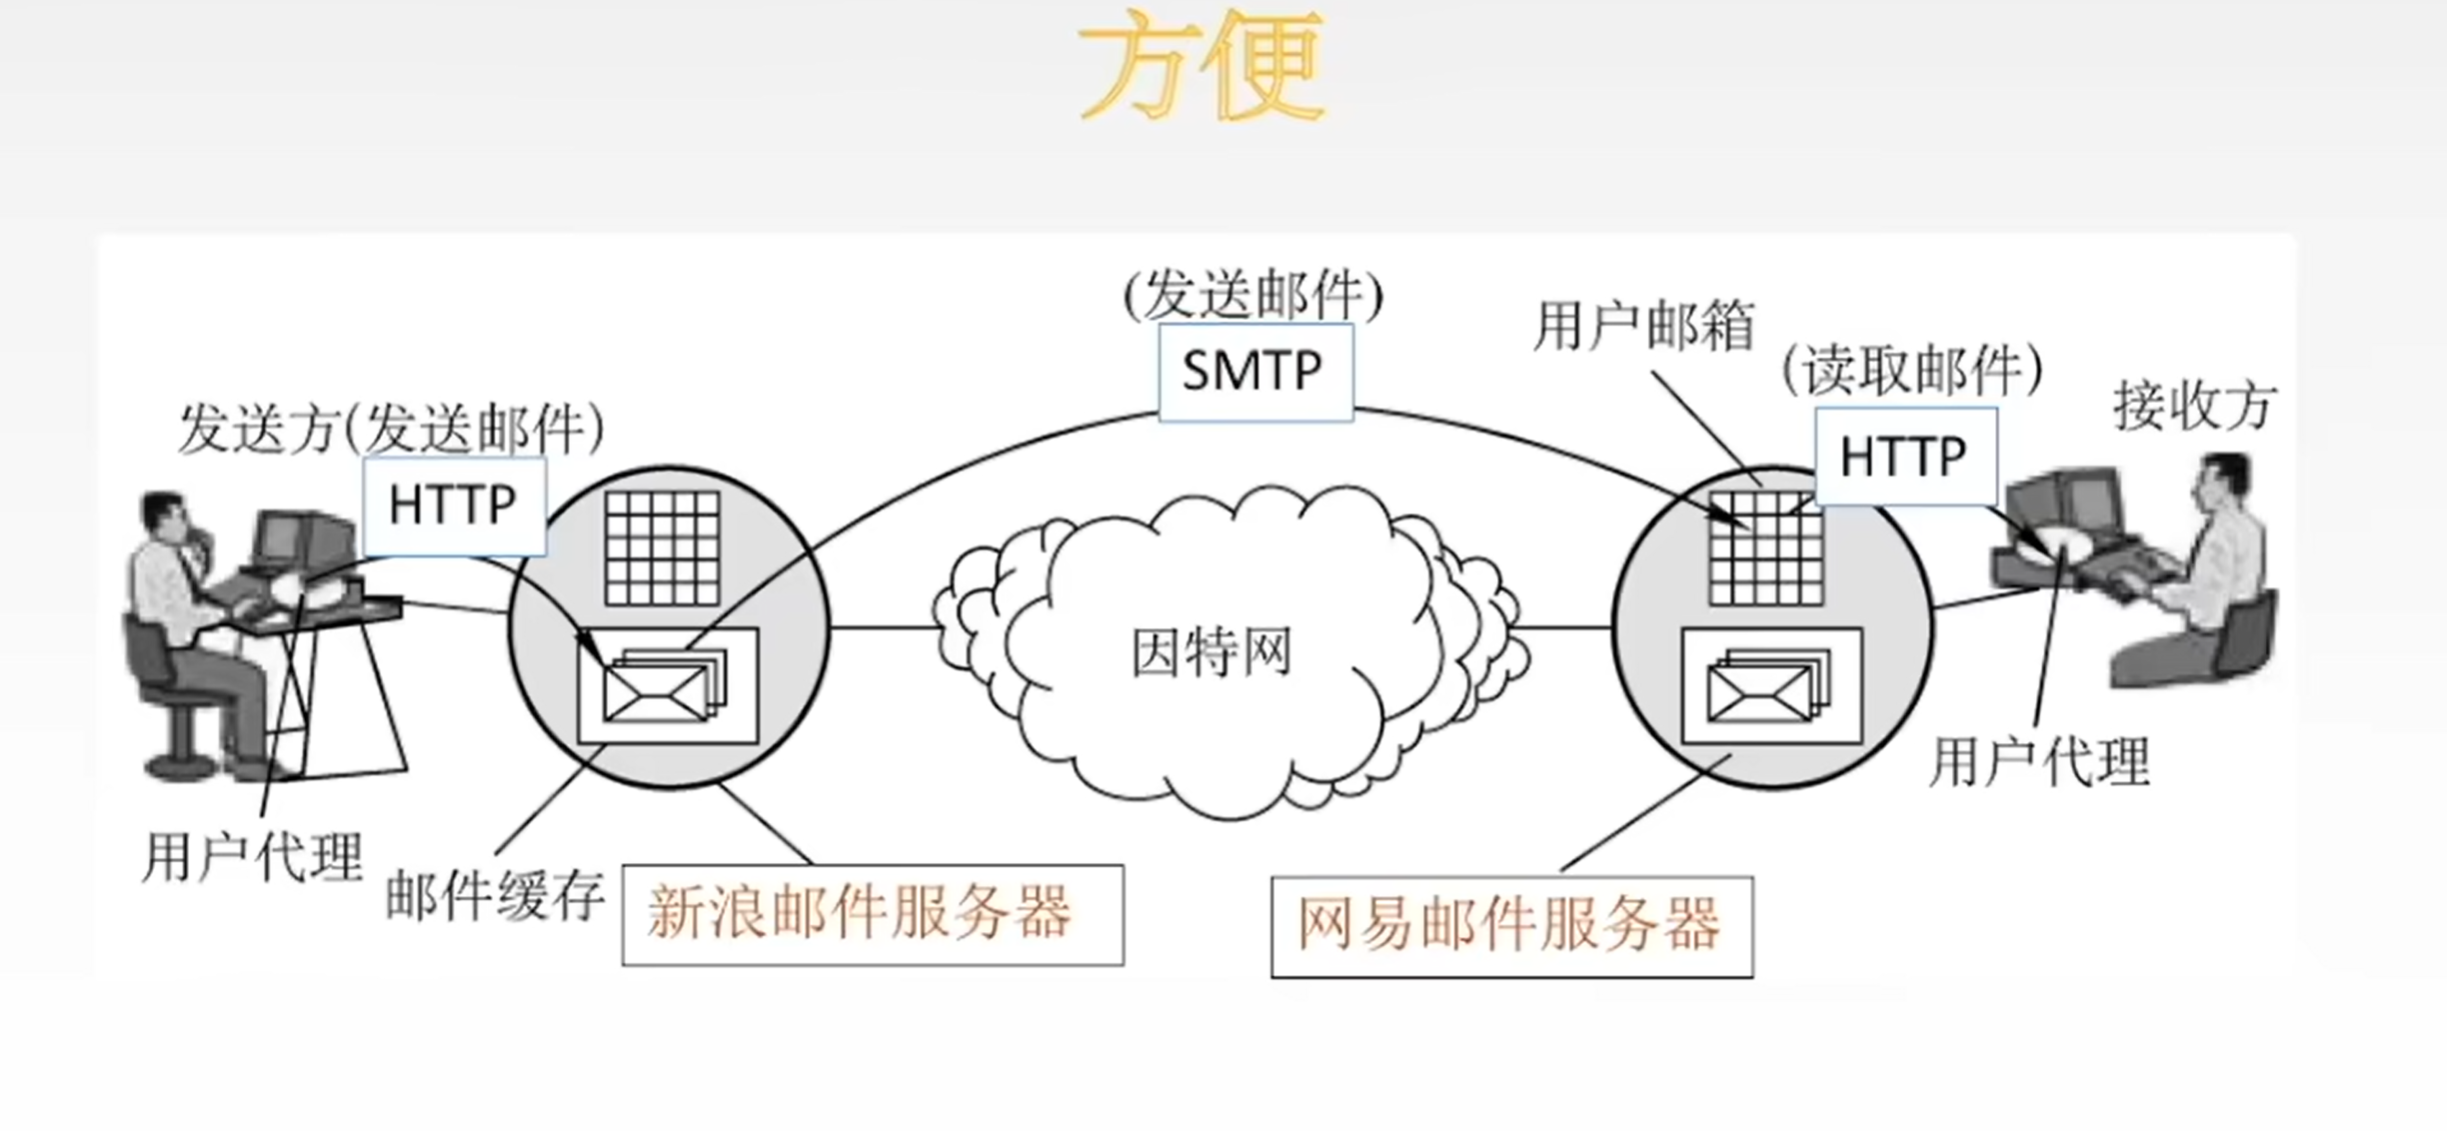 方便
(发送邮件)
SMTP
用户邮箱
(读取邮件)
HTTP
接收方
发送方(发送邮件)
HTTP
因特网
用户代理
用户代理
邮件缓存
新浪邮件服务器
网易邮件服务器